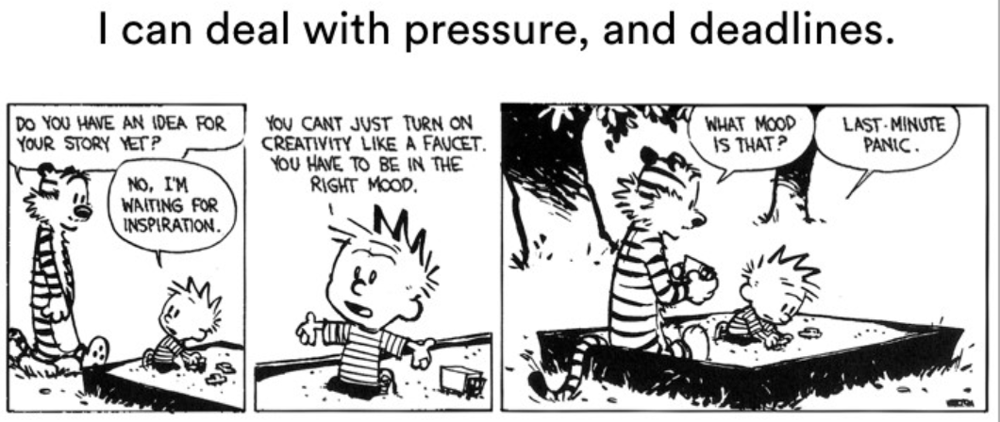 I can deal with pressure, and deadlines.
DO YOU HAVE AN IDEA FOR
YOUR STORY YET?
NO, I'M
WAITING FOR
INSPIRATION.
YOU CANT JUST TURN ON
CREATIVITY LIKE A FAUCET.
YOU HAVE TO BE IN THE
RIGHT MOOD.
WHAT MOOD
IS THAT?
LAST-MINUTE
PANIC.